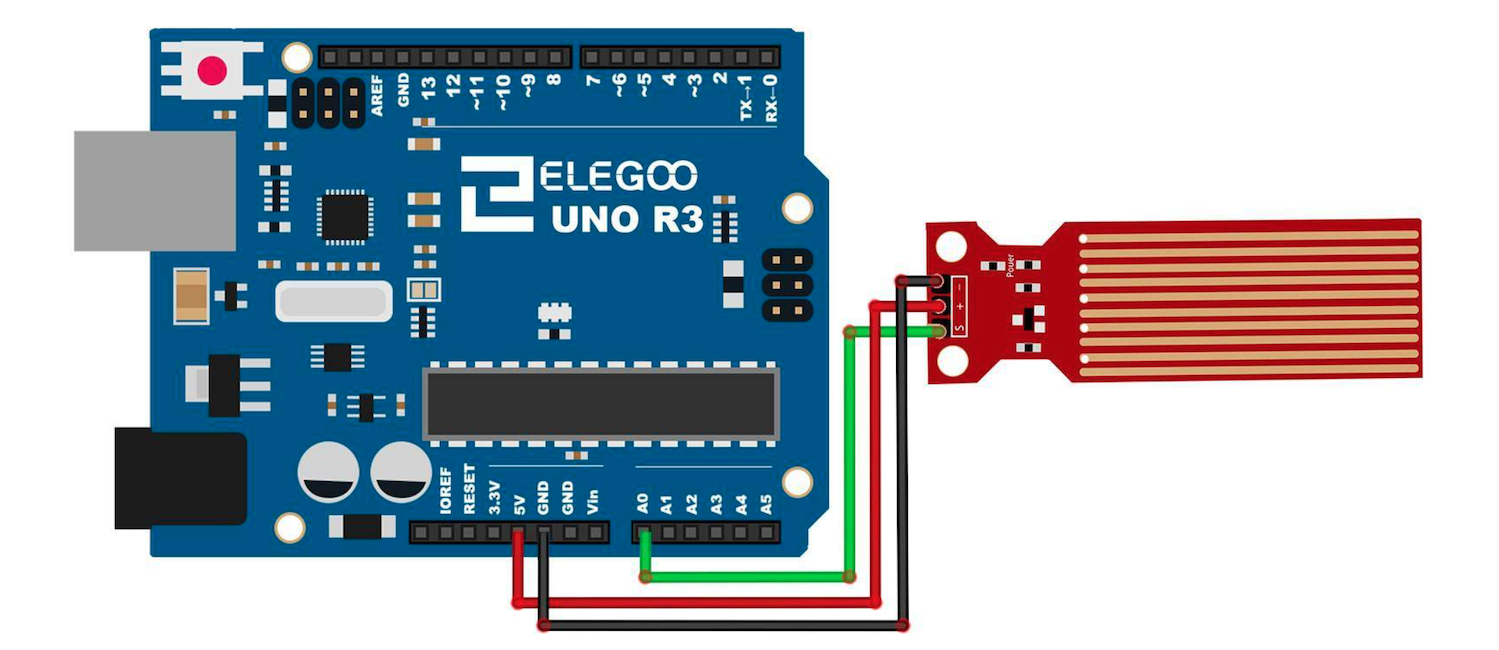 AREF
GND
13
12
~11
~10
~9
8
7
~6
~5
4
~3
2
TX→1
RX←0
ELEGOO
UNO R3
Power
S + −
IOREF
RESET
3.3V
5V
GND
GND
Vin
A0
A1
A2
A3
A4
A5